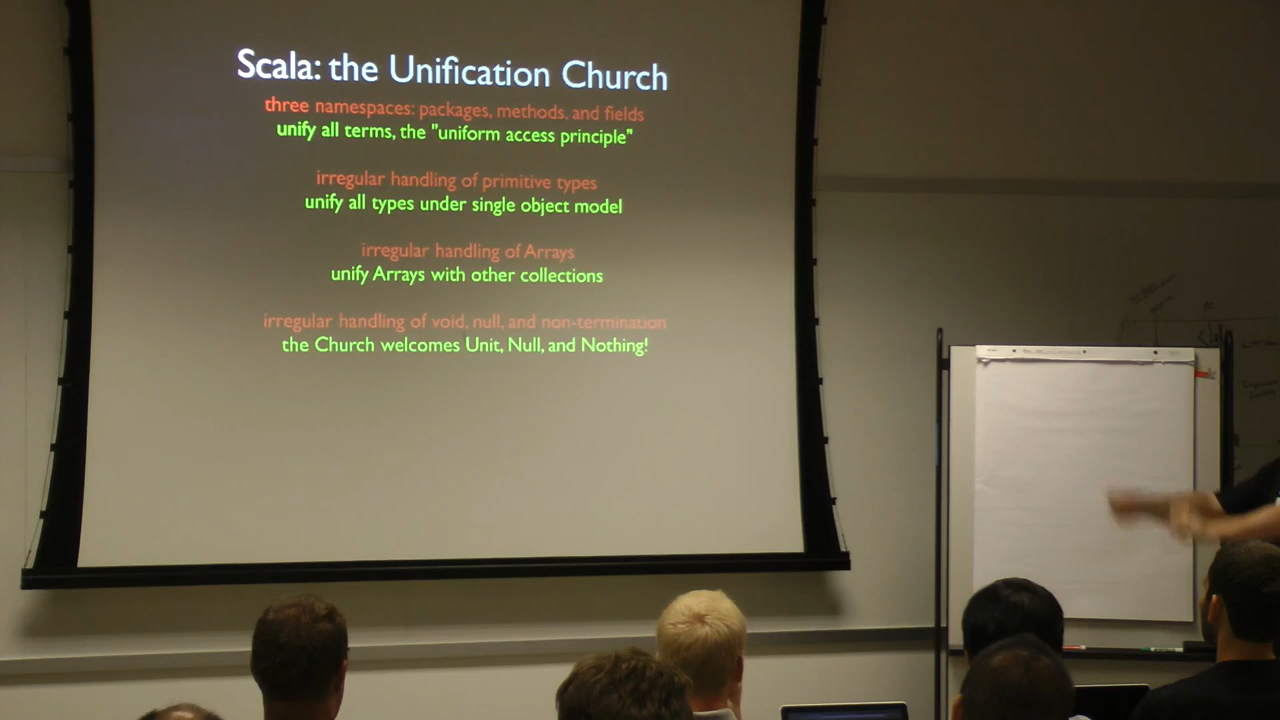 Scala: the Unification Church
three namespaces: packages, methods, and fields
unify all terms, the "uniform access principle"
irregular handling of primitive types
unify all types under single object model
irregular handling of Arrays
unify Arrays with other collections
irregular handling of void, null, and non-termination
the Church welcomes Unit, Null, and Nothing!